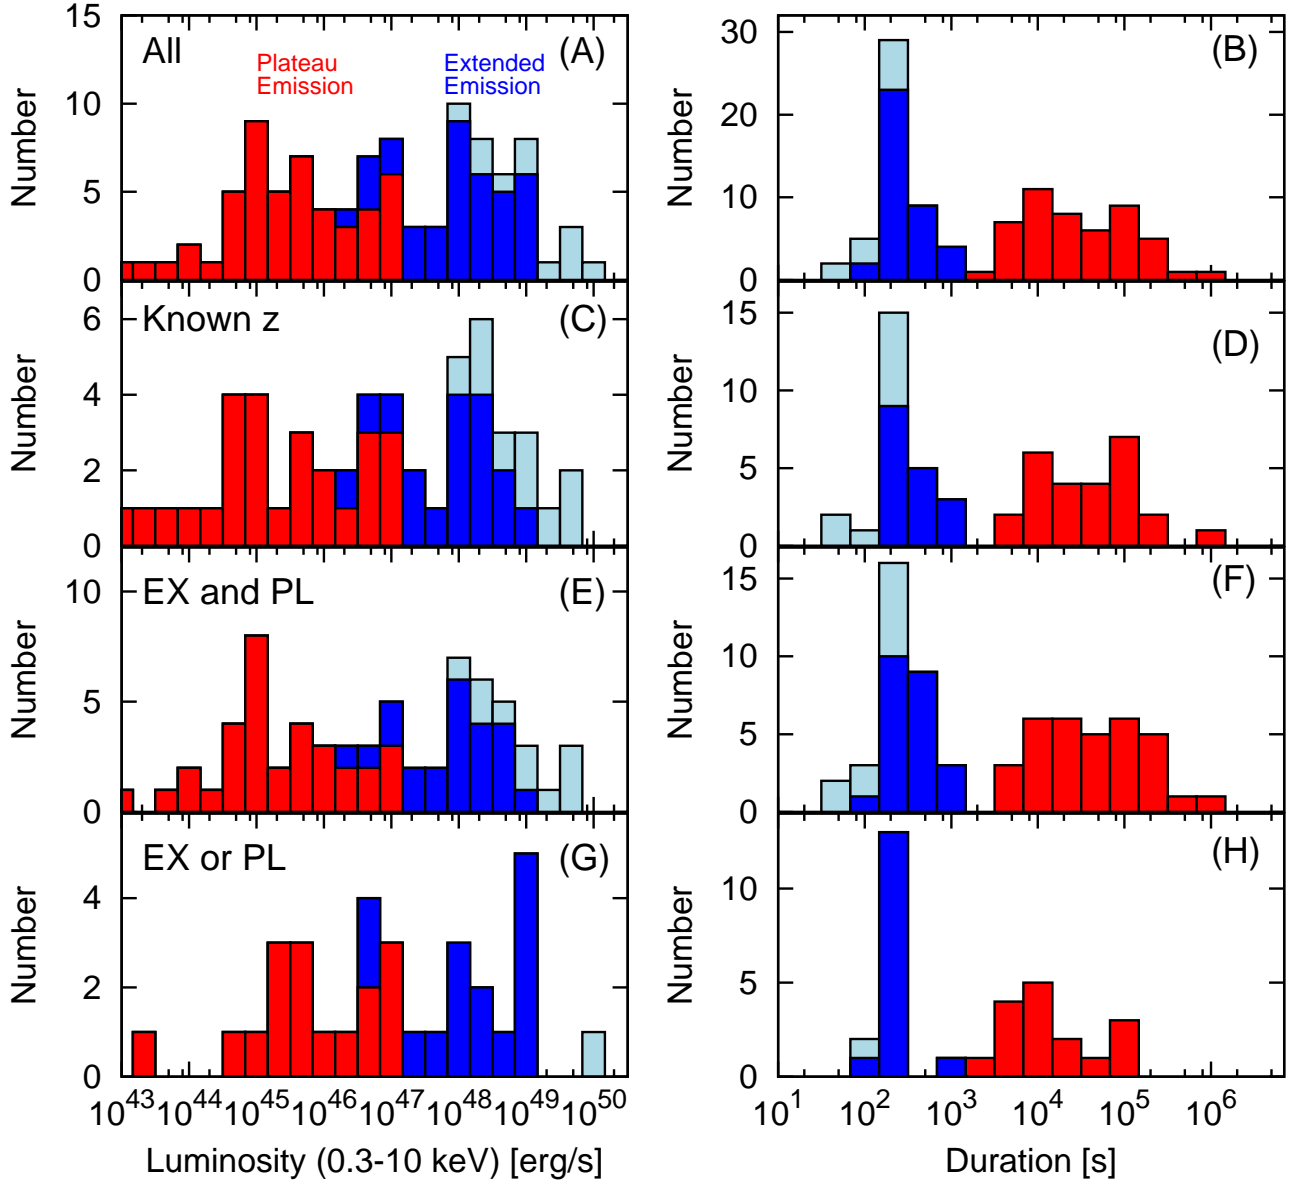 15
10
5
0
Number
All
Plateau
Emission
Extended
Emission
(A)
30
20
10
0
Number
(B)
6
4
2
0
Number
Known z
(C)
15
10
5
0
Number
(D)
10
5
0
Number
EX and PL
(E)
15
10
5
0
Number
(F)
4
2
0
Number
EX or PL
(G)
10
5
0
Number
(H)
10^43 10^44 10^45 10^46 10^47 10^48 10^49 10^50
Luminosity (0.3-10 keV) [erg/s]
10^1 10^2 10^3 10^4 10^5 10^6
Duration [s]